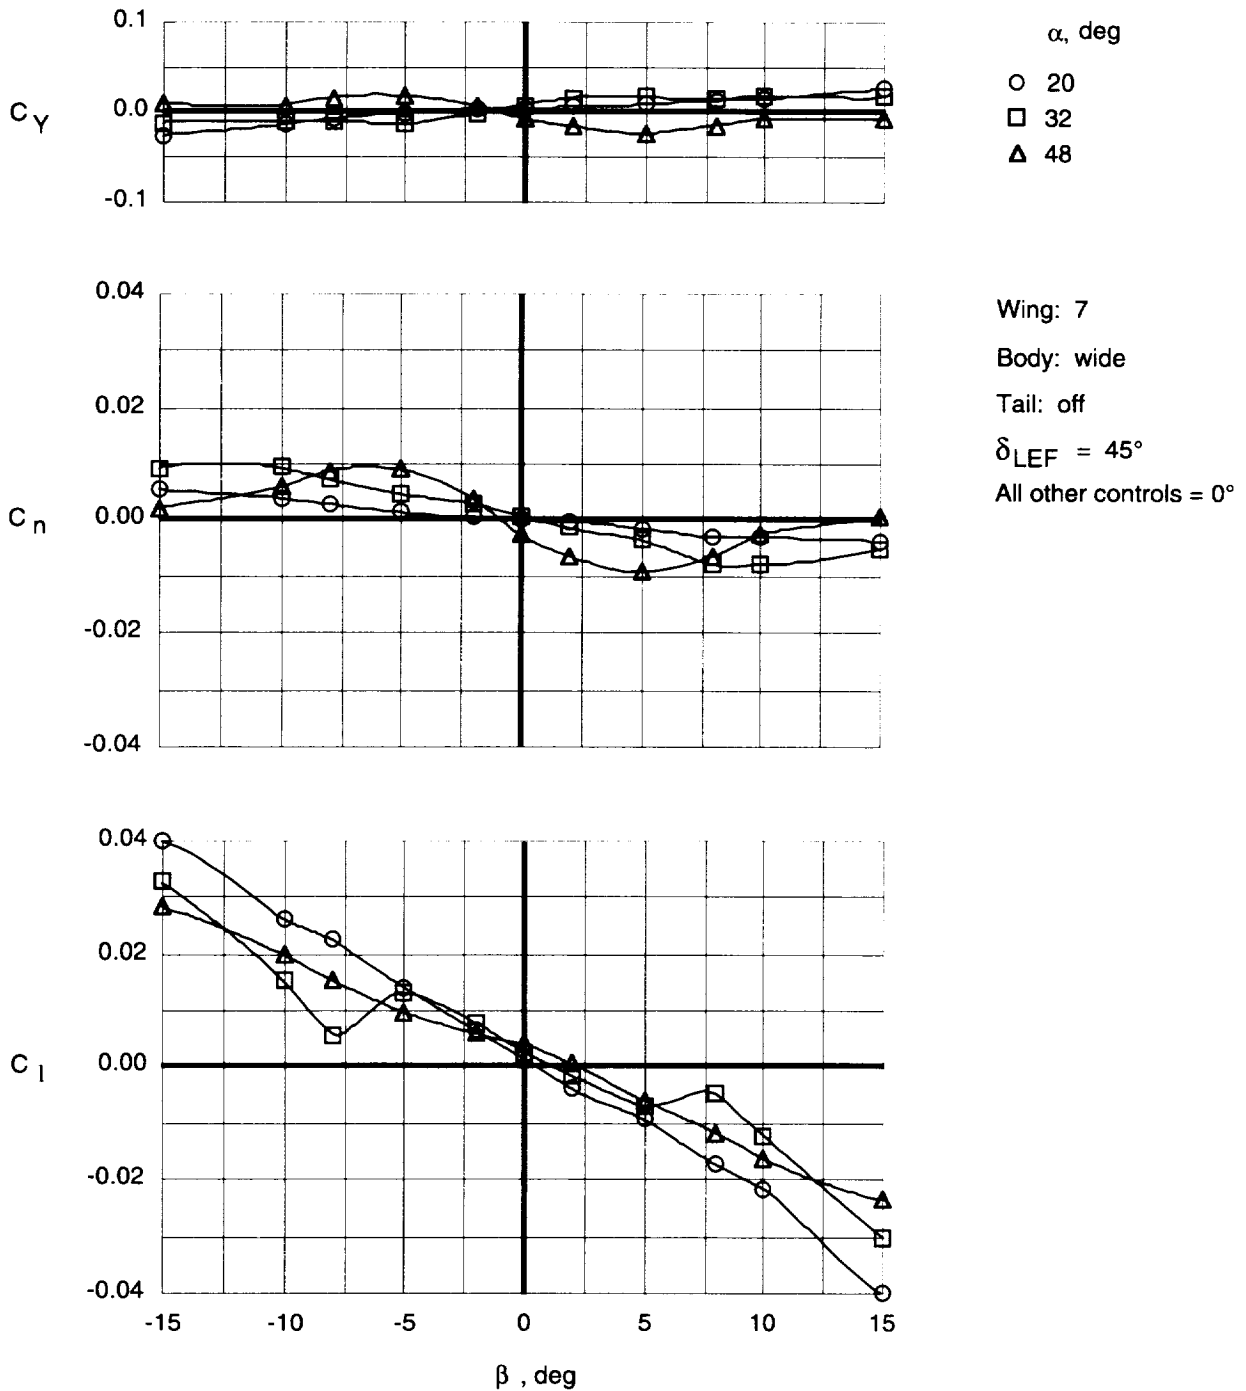 0.1
C Y
0.0
-0.1
α, deg
20
32
48
0.04
0.02
C n
0.00
-0.02
-0.04
Wing: 7
Body: wide
Tail: off
δLEF = 45°
All other controls = 0°
0.04
0.02
C l
0.00
-0.02
-0.04
-15 -10 -5 0 5 10 15
β , deg